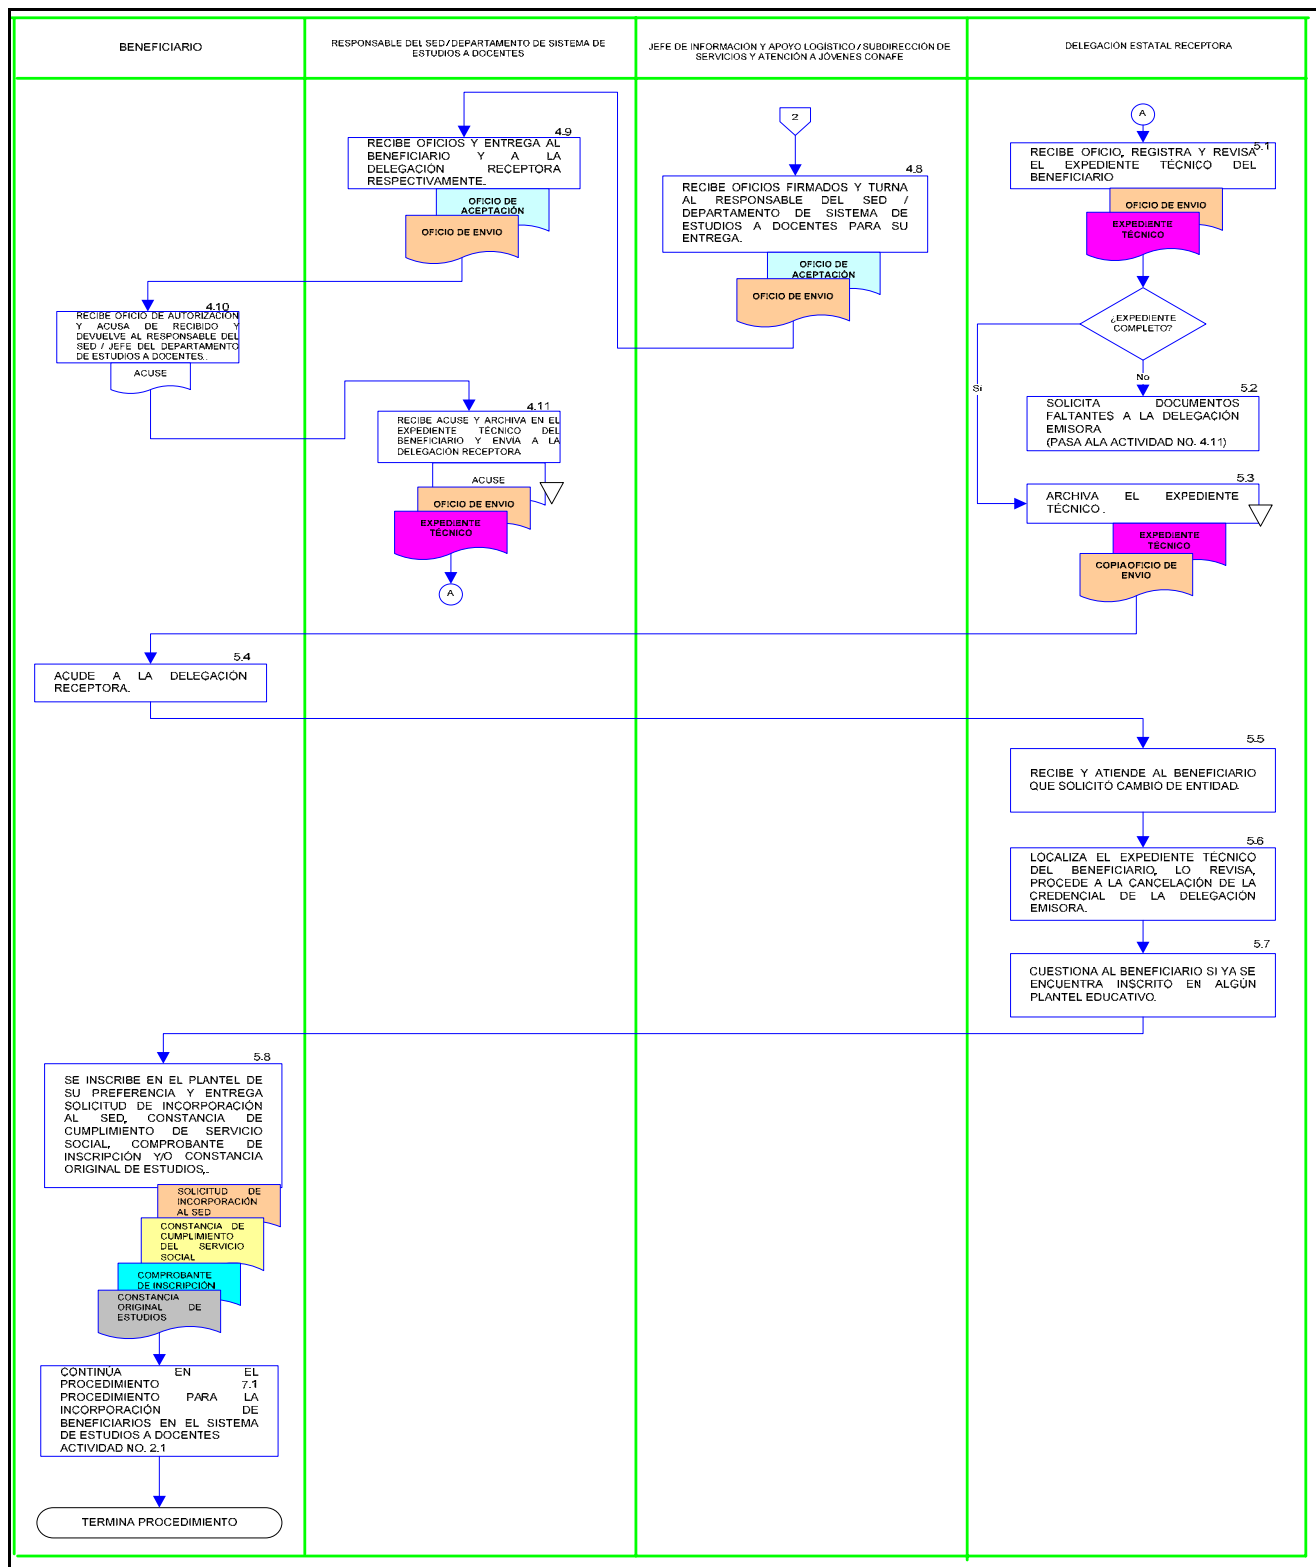 BENEFICIARIO
RESPONSABLE DEL SED / DEPARTAMENTO DE SISTEMA DE
ESTUDIOS A DOCENTES
JEFE DE INFORMACIÓN Y APOYO LOGÍSTICO / SUBDIRECCIÓN DE
SERVICIOS Y ATENCIÓN A JÓVENES CONAFE
DELEGACIÓN ESTATAL RECEPTORA
2
4.8
RECIBE OFICIOS FIRMADOS Y TURNA
AL RESPONSABLE DEL SED /
DEPARTAMENTO DE SISTEMA DE
ESTUDIOS A DOCENTES PARA SU
ENTREGA.
OFICIO DE
ACEPTACIÓN
OFICIO DE ENVIO
4.9
RECIBE OFICIOS Y ENTREGA AL
BENEFICIARIO Y A LA
DELEGACIÓN RECEPTORA
RESPECTIVAMENTE.
OFICIO DE
ACEPTACIÓN
OFICIO DE ENVIO
4.10
RECIBE OFICIO DE AUTORIZACIÓN
Y ACUSA DE RECIBIDO Y
DEVUELVE AL RESPONSABLE DEL
SED / JEFE DEL DEPARTAMENTO
DE ESTUDIOS A DOCENTES..
ACUSE
4.11
RECIBE ACUSE Y ARCHIVA EN EL
EXPEDIENTE TÉCNICO DEL
BENEFICIARIO Y ENVÍA A LA
DELEGACIÓN RECEPTORA
ACUSE
OFICIO DE ENVIO
EXPEDIENTE
TÉCNICO
A
A
5.1
RECIBE OFICIO, REGISTRA Y REVISA
EL EXPEDIENTE TÉCNICO DEL
BENEFICIARIO
OFICIO DE ENVIO
EXPEDIENTE
TÉCNICO
¿EXPEDIENTE
COMPLETO?
Sí
No
5.2
SOLICITA DOCUMENTOS
FALTANTES A LA DELEGACIÓN
EMISORA
(PASA ALA ACTIVIDAD NO. 4.11)
5.3
ARCHIVA EL EXPEDIENTE
TÉCNICO .
EXPEDIENTE
TÉCNICO
COPIA OFICIO DE
ENVIO
5.4
ACUDE A LA DELEGACIÓN
RECEPTORA.
5.5
RECIBE Y ATIENDE AL BENEFICIARIO
QUE SOLICITÓ CAMBIO DE ENTIDAD.
5.6
LOCALIZA EL EXPEDIENTE TÉCNICO
DEL BENEFICIARIO, LO REVISA,
PROCEDE A LA CANCELACIÓN DE LA
CREDENCIAL DE LA DELEGACIÓN
EMISORA.
5.7
CUESTIONA AL BENEFICIARIO SI YA SE
ENCUENTRA INSCRITO EN ALGÚN
PLANTEL EDUCATIVO.
5.8
SE INSCRIBE EN EL PLANTEL DE
SU PREFERENCIA Y ENTREGA
SOLICITUD DE INCORPORACIÓN
AL SED, CONSTANCIA DE
CUMPLIMIENTO DE SERVICIO
SOCIAL, COMPROBANTE DE
INSCRIPCIÓN Y/O CONSTANCIA
ORIGINAL DE ESTUDIOS,.
SOLICITUD DE
INCORPORACIÓN
AL SED
CONSTANCIA DE
CUMPLIMIENTO
DEL SERVICIO
SOCIAL
COMPROBANTE
DE INSCRIPCIÓN
CONSTANCIA
ORIGINAL DE
ESTUDIOS
CONTINÚA EN EL
PROCEDIMIENTO 7.1
PROCEDIMIENTO PARA LA
INCORPORACIÓN DE
BENEFICIARIOS EN EL SISTEMA
DE ESTUDIOS A DOCENTES
ACTIVIDAD NO. 2.1
TERMINA PROCEDIMIENTO